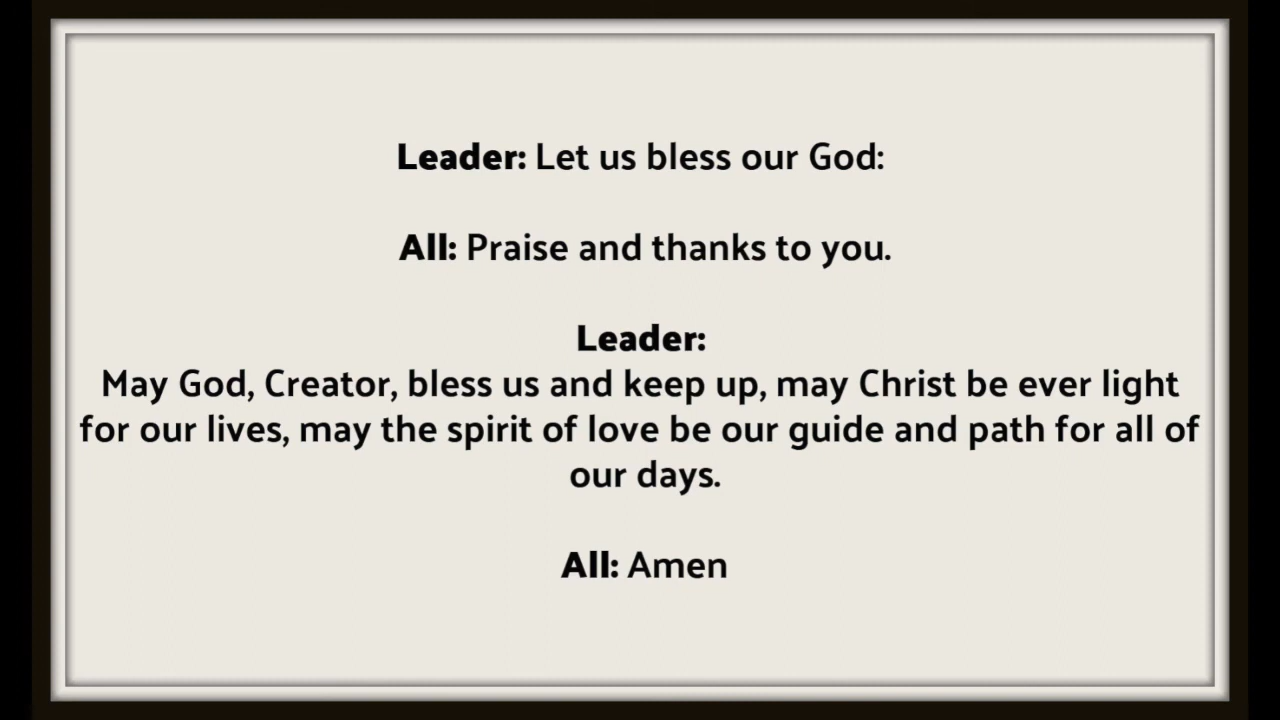 Leader: Let us bless our God:
All: Praise and thanks to you.
Leader:
May God, Creator, bless us and keep up, may Christ be ever light
for our lives, may the spirit of love be our guide and path for all of
our days.
All: Amen